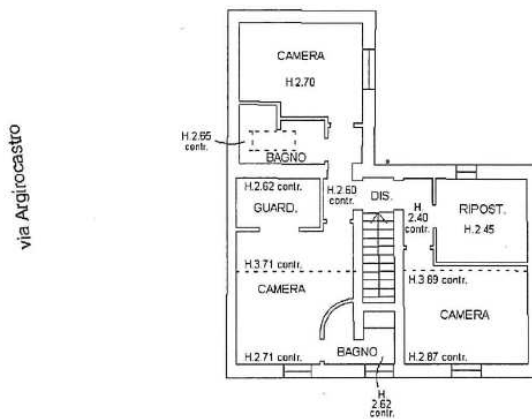 via Argirocastro
CAMERA
H.2.70
H.2.65
contr.
BAGNO
H.2.62 contr.
GUARD.
H.2.60
contr.
DIS.
H.
2.40
contr.
RIPOST.
H.2.45
H.3.71 contr.
CAMERA
H.2.71 contr.
BAGNO
H.3.69 contr.
CAMERA
H.2.87 contr.
H.
2.62
contr.